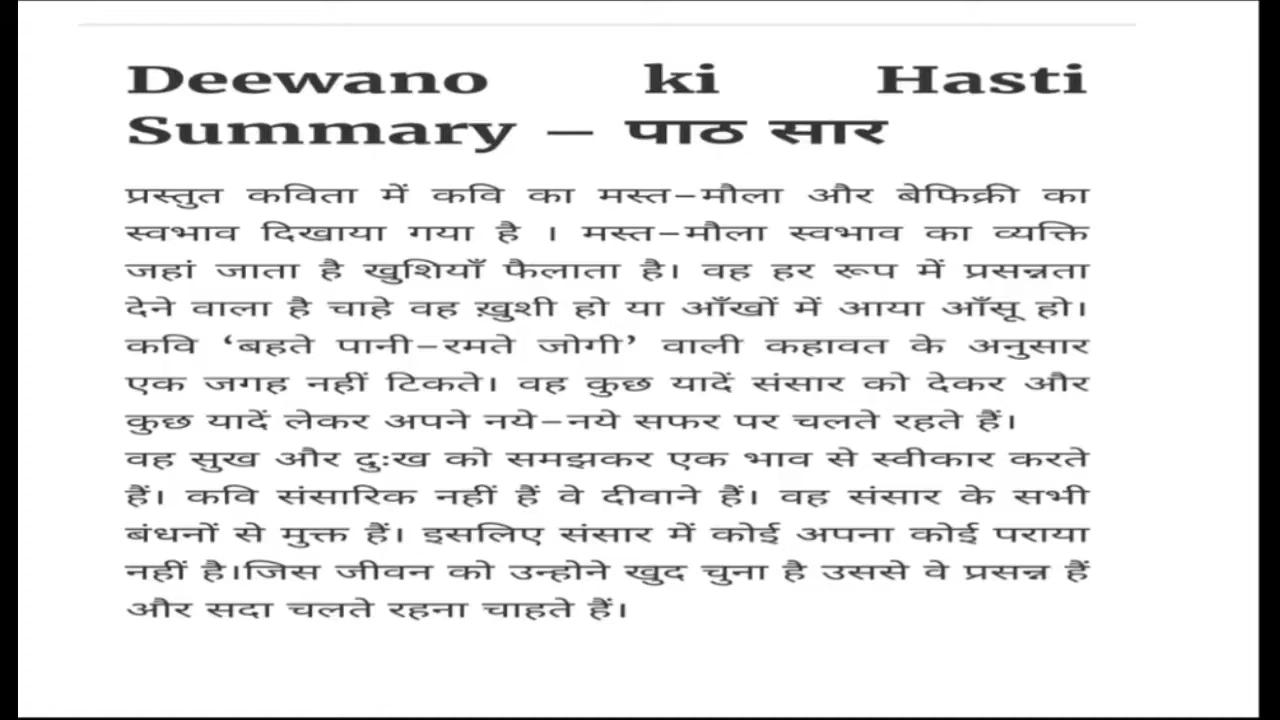 Deewano ki Hasti
Summary – पाठ सार
प्रस्तुत कविता में कवि का मस्त-मौला और बेफिक्री का
स्वभाव दिखाया गया है । मस्त-मौला स्वभाव का व्यक्ति
जहां जाता है खुशियाँ फैलाता है। वह हर रूप में प्रसन्नता
देने वाला है चाहे वह ख़ुशी हो या आँखों में आया आँसू हो।
कवि ‘बहते पानी-रमते जोगी’ वाली कहावत के अनुसार
एक जगह नहीं टिकते। वह कुछ यादें संसार को देकर और
कुछ यादें लेकर अपने नये-नये सफर पर चलते रहते हैं।
वह सुख और दुःख को समझकर एक भाव से स्वीकार करते
हैं। कवि संसारिक नहीं हैं वे दीवाने हैं। वह संसार के सभी
बंधनों से मुक्त हैं। इसलिए संसार में कोई अपना कोई पराया
नहीं है।जिस जीवन को उन्होने खुद चुना है उससे वे प्रसन्न हैं
और सदा चलते रहना चाहते हैं।